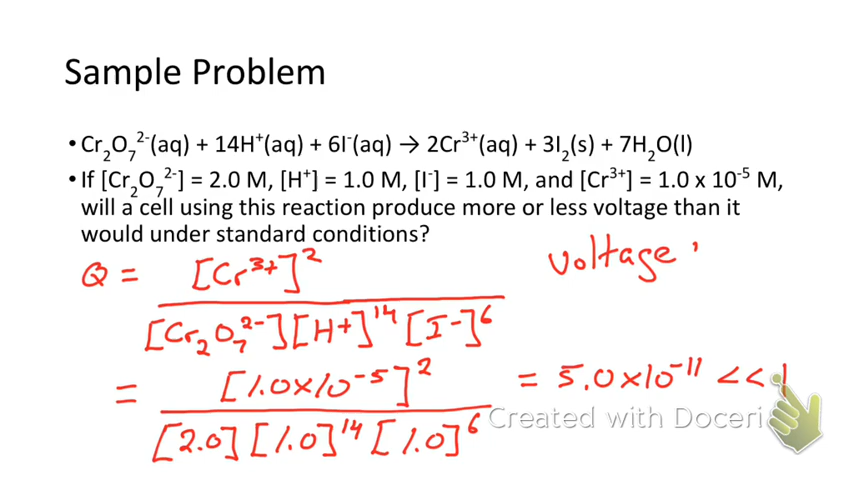 Sample Problem
• Cr₂O₇²⁻(aq) + 14H⁺(aq) + 6I⁻(aq) → 2Cr³⁺(aq) + 3I₂(s) + 7H₂O(l)
• If [Cr₂O₇²⁻] = 2.0 M, [H⁺] = 1.0 M, [I⁻] = 1.0 M, and [Cr³⁺] = 1.0 x 10⁻⁵ M,
will a cell using this reaction produce more or less voltage than it
would under standard conditions?
Q = [Cr³⁺]² / [Cr₂O₇²⁻][H+]¹⁴[I-]⁶
voltage
= [1.0×10⁻⁵]² / [2.0][1.0]¹⁴[1.0]⁶ = 5.0×10⁻¹¹ << 1
Created with Doceri